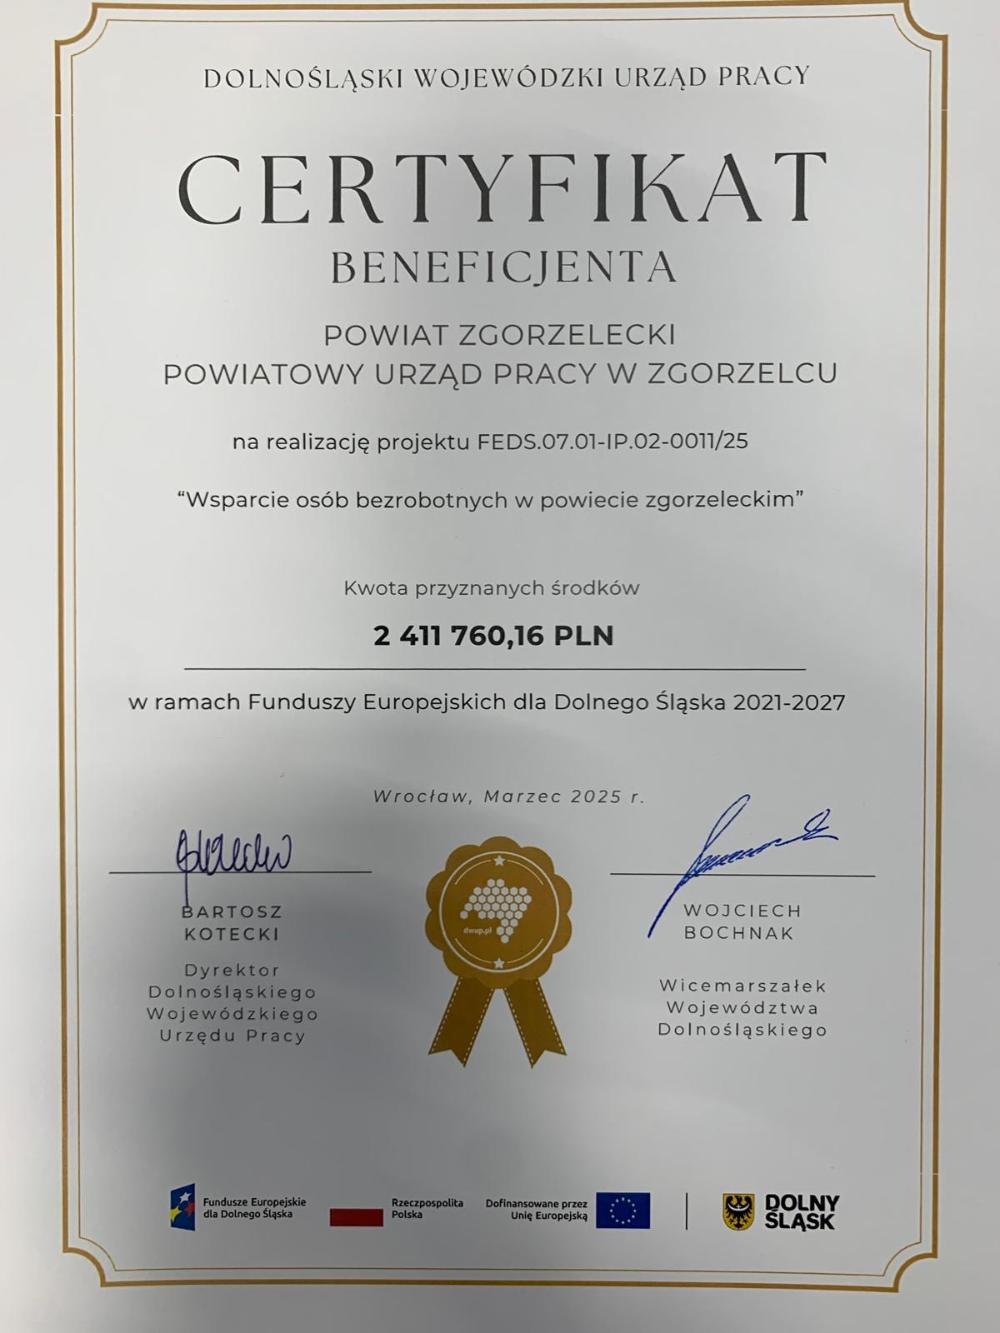 DOLNOŚLĄSKI WOJEWÓDZKI URZĄD PRACY
CERTYFIKAT
BENEFICJENTA
POWIAT ZGORZELECKI
POWIATOWY URZĄD PRACY W ZGORZELCU
na realizację projektu FEDS.07.01-IP.02-0011/25
“Wsparcie osób bezrobotnych w powiecie zgorzeleckim”
Kwota przyznanych środków
2 411 760,16 PLN
w ramach Funduszy Europejskich dla Dolnego Śląska 2021-2027
Wrocław, Marzec 2025 r.
BARTOSZ
KOTECKI
Dyrektor
Dolnośląskiego
Wojewódzkiego
Urzędu Pracy
dwup.pl
WOJCIECH
BOCHNAK
Wicemarszałek
Województwa
Dolnośląskiego
Fundusze Europejskie
dla Dolnego Śląska
Rzeczpospolita
Polska
Dofinansowane przez
Unię Europejską
DOLNY
ŚLĄSK